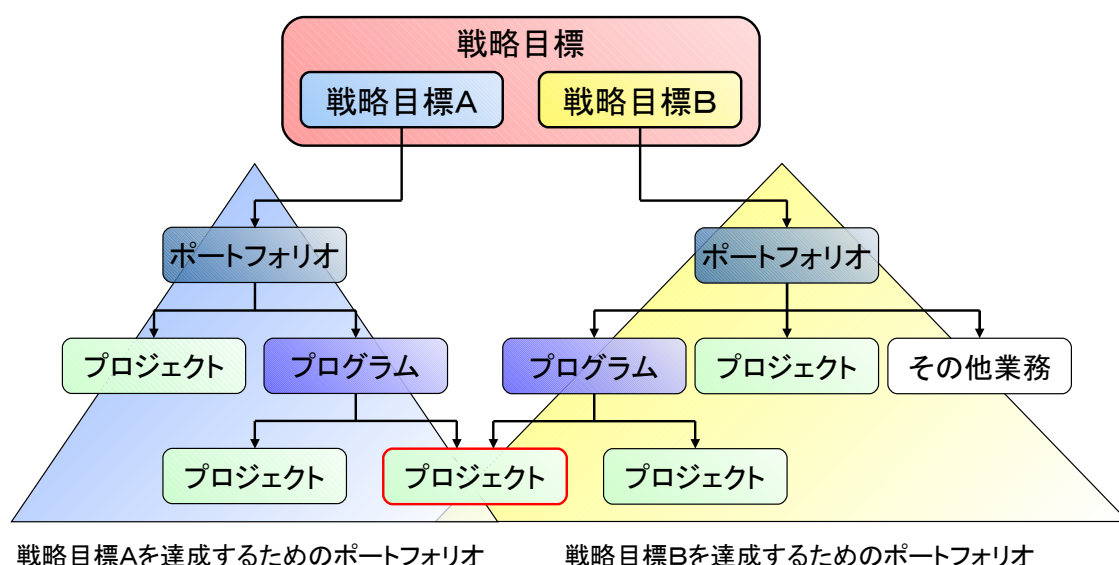 戦略目標
戦略目標A
戦略目標B
ポートフォリオ
ポートフォリオ
プロジェクト
プログラム
プログラム
プロジェクト
その他業務
プロジェクト
プロジェクト
プロジェクト
戦略目標Aを達成するためのポートフォリオ
戦略目標Bを達成するためのポートフォリオ